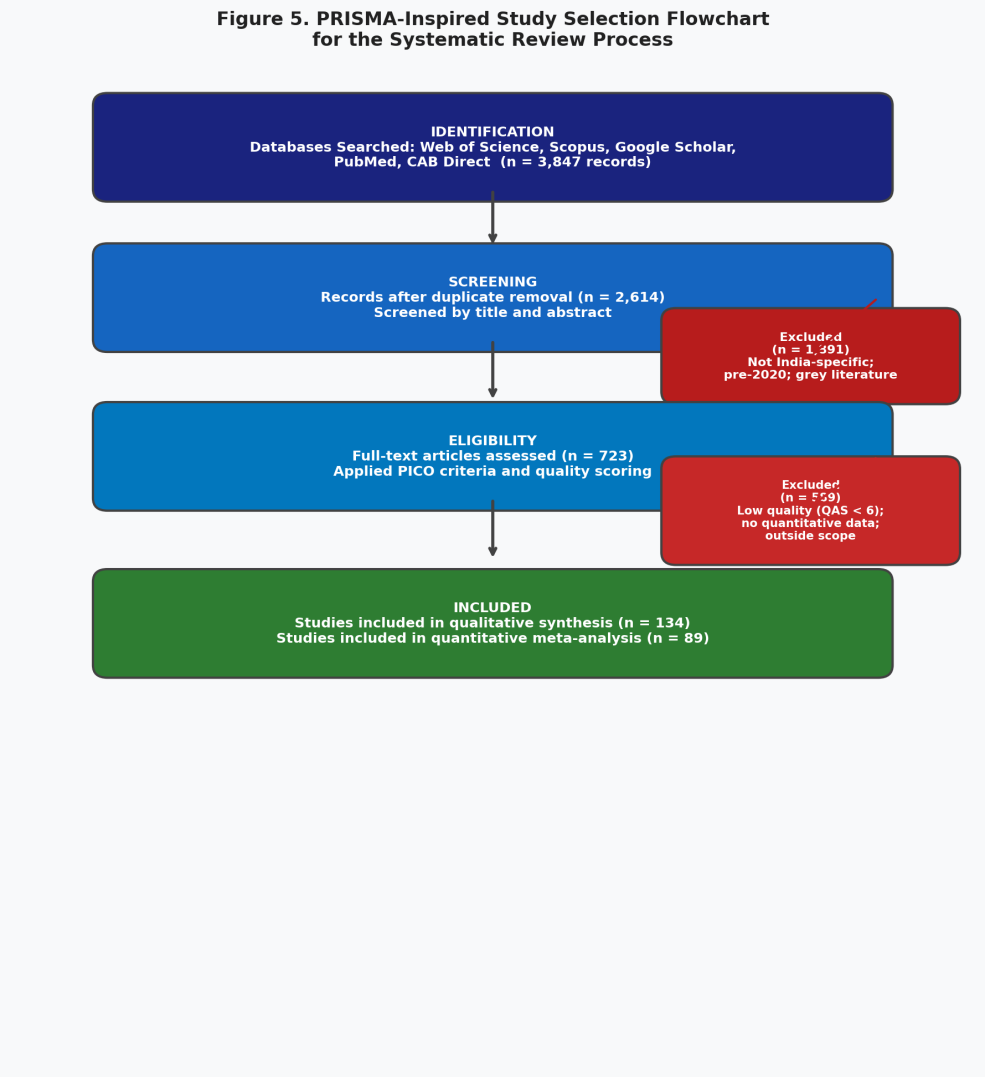 Figure 5. PRISMA-Inspired Study Selection Flowchart
for the Systematic Review Process
IDENTIFICATION
Databases Searched: Web of Science, Scopus, Google Scholar,
PubMed, CAB Direct (n = 3,847 records)
SCREENING
Records after duplicate removal (n = 2,614)
Screened by title and abstract
Excluded
(n = 1,891)
Not India-specific;
pre-2020; grey literature
ELIGIBILITY
Full-text articles assessed (n = 723)
Applied PICO criteria and quality scoring
Excluded
(n = 589)
Low quality (QAS < 6);
no quantitative data;
outside scope
INCLUDED
Studies included in qualitative synthesis (n = 134)
Studies included in quantitative meta-analysis (n = 89)